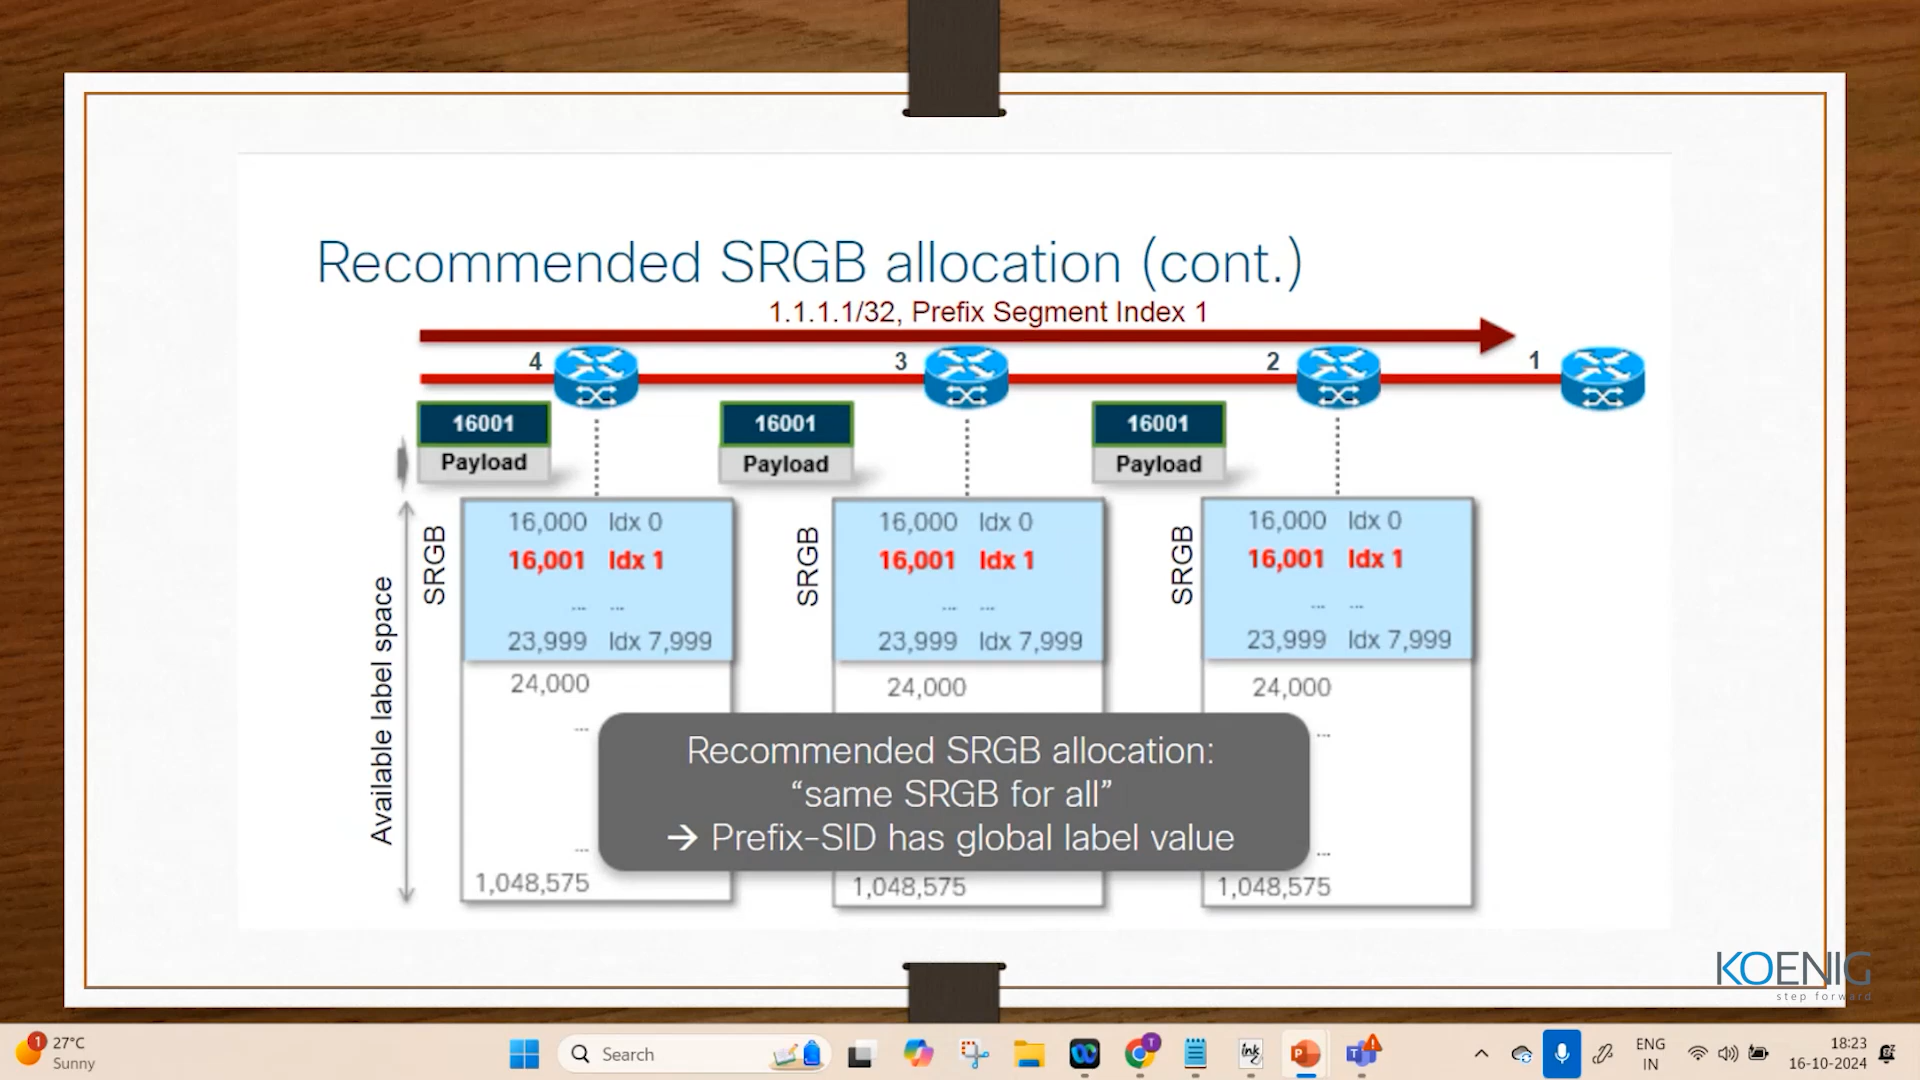 Recommended SRGB allocation (cont.)
1.1.1.1/32, Prefix Segment Index 1
4
3
2
1
16001
Payload
16001
Payload
16001
Payload
Available label space
SRGB
16,000 Idx 0
16,001 Idx 1
... ...
23,999 Idx 7,999
24,000
...
...
1,048,575
SRGB
16,000 Idx 0
16,001 Idx 1
... ...
23,999 Idx 7,999
24,000
1,048,575
SRGB
16,000 Idx 0
16,001 Idx 1
... ...
23,999 Idx 7,999
24,000
...
...
1,048,575
Recommended SRGB allocation:
“same SRGB for all”
→ Prefix-SID has global label value
KOENIG
step forward
1
27°C
Sunny
Search
T
ink
P
T
ENG
IN
18:23
16-10-2024